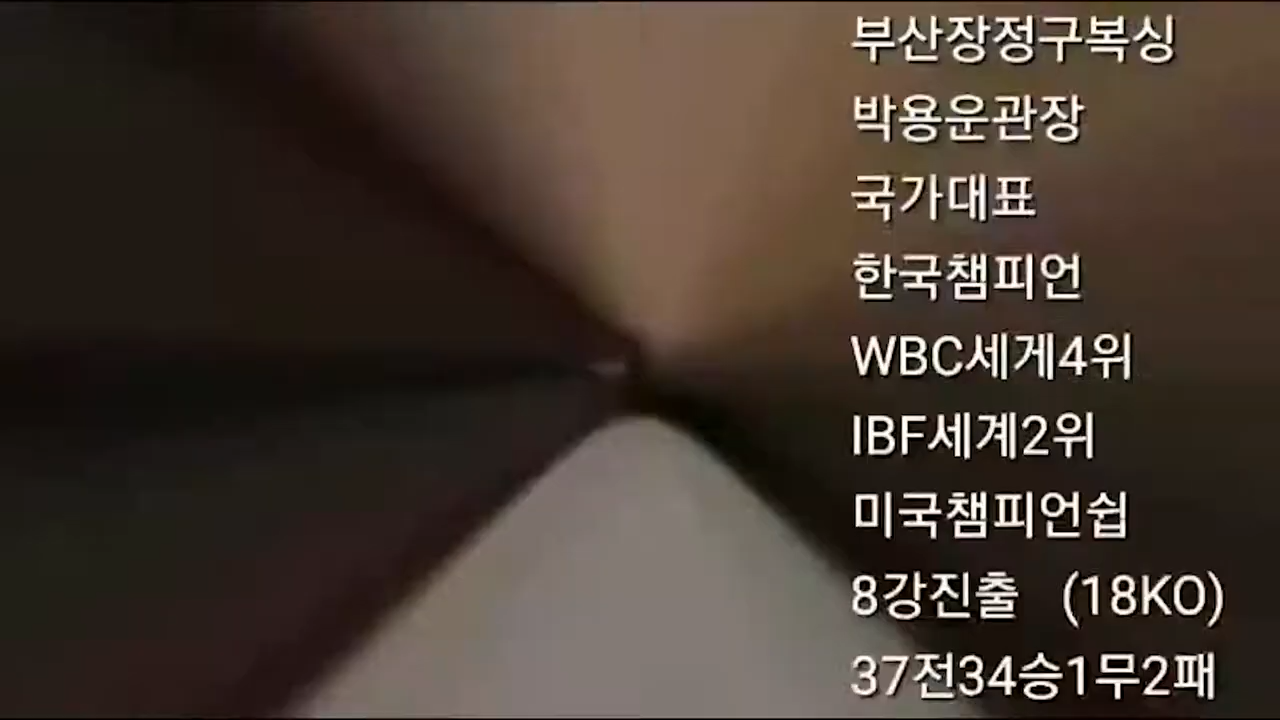 부산장정구복싱
박용운관장
국가대표
한국챔피언
WBC세게4위
IBF세계2위
미국챔피언쉽
8강진출 (18KO)
37전34승1무2패